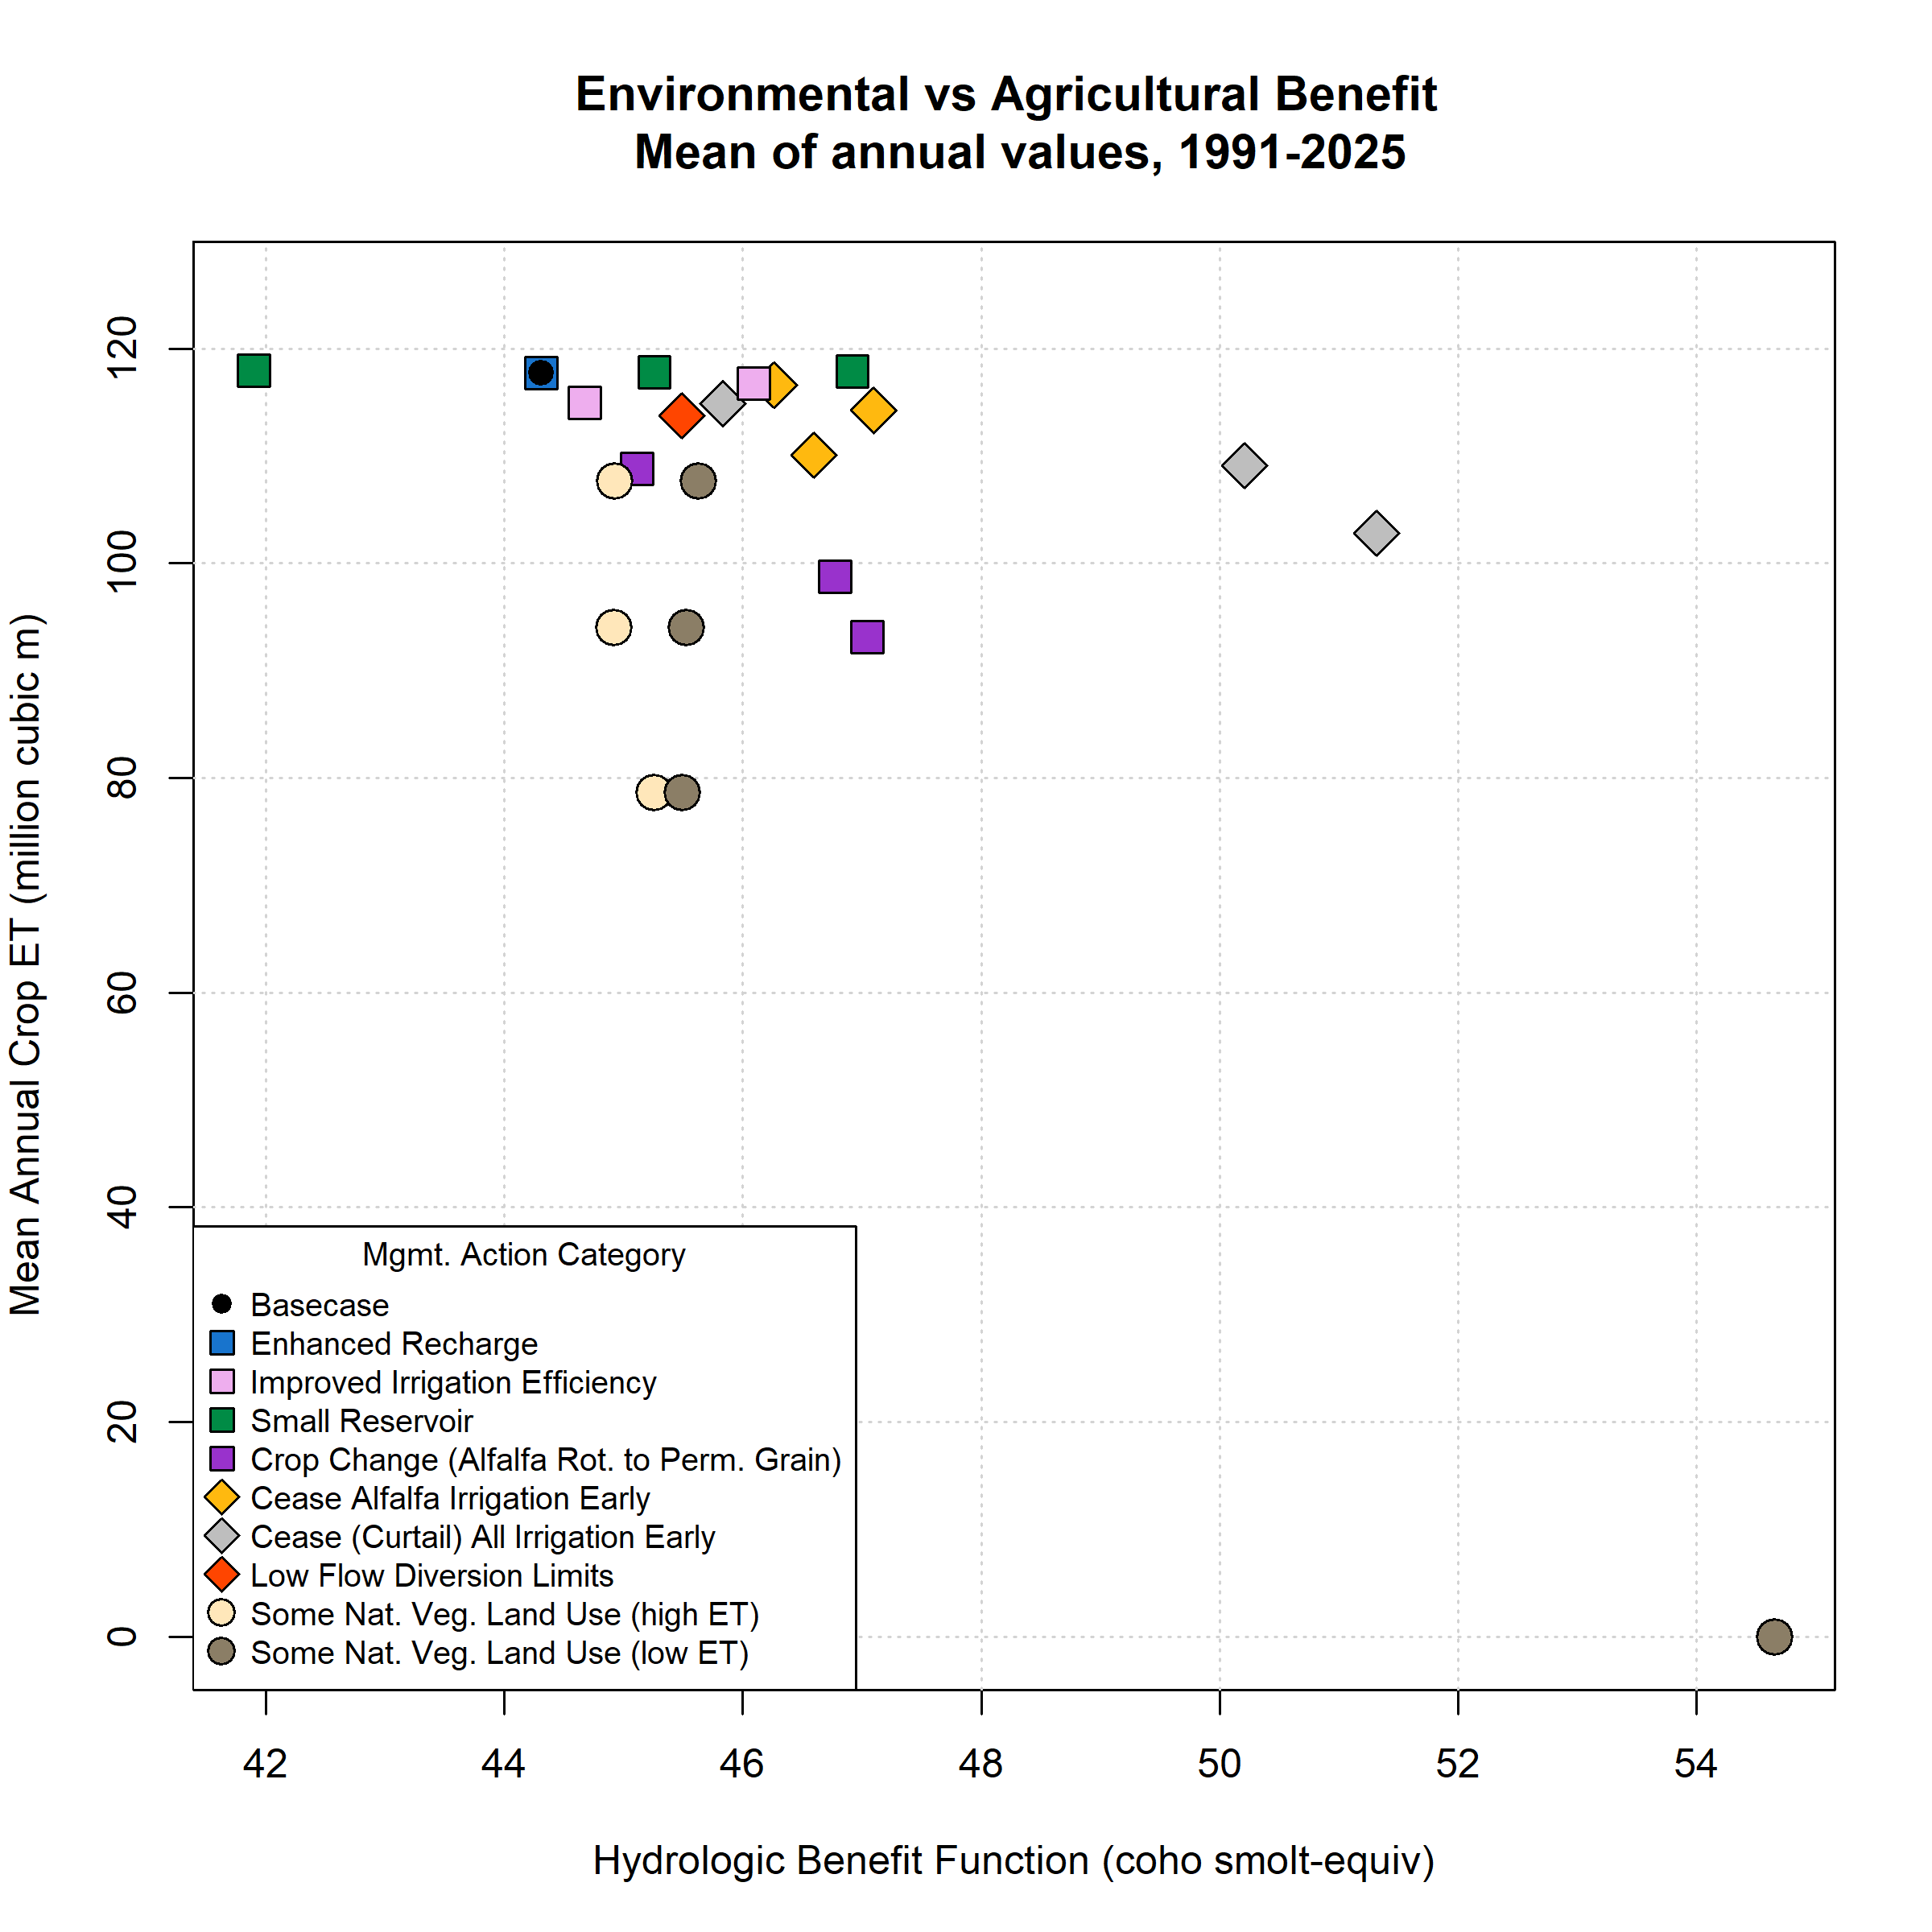 Environmental vs Agricultural Benefit
Mean of annual values, 1991-2025
Mean Annual Crop ET (million cubic m)
120
100
80
60
40
20
0
Mgmt. Action Category
Basecase
Enhanced Recharge
Improved Irrigation Efficiency
Small Reservoir
Crop Change (Alfalfa Rot. to Perm. Grain)
Cease Alfalfa Irrigation Early
Cease (Curtail) All Irrigation Early
Low Flow Diversion Limits
Some Nat. Veg. Land Use (high ET)
Some Nat. Veg. Land Use (low ET)
42 44 46 48 50 52 54
Hydrologic Benefit Function (coho smolt-equiv)